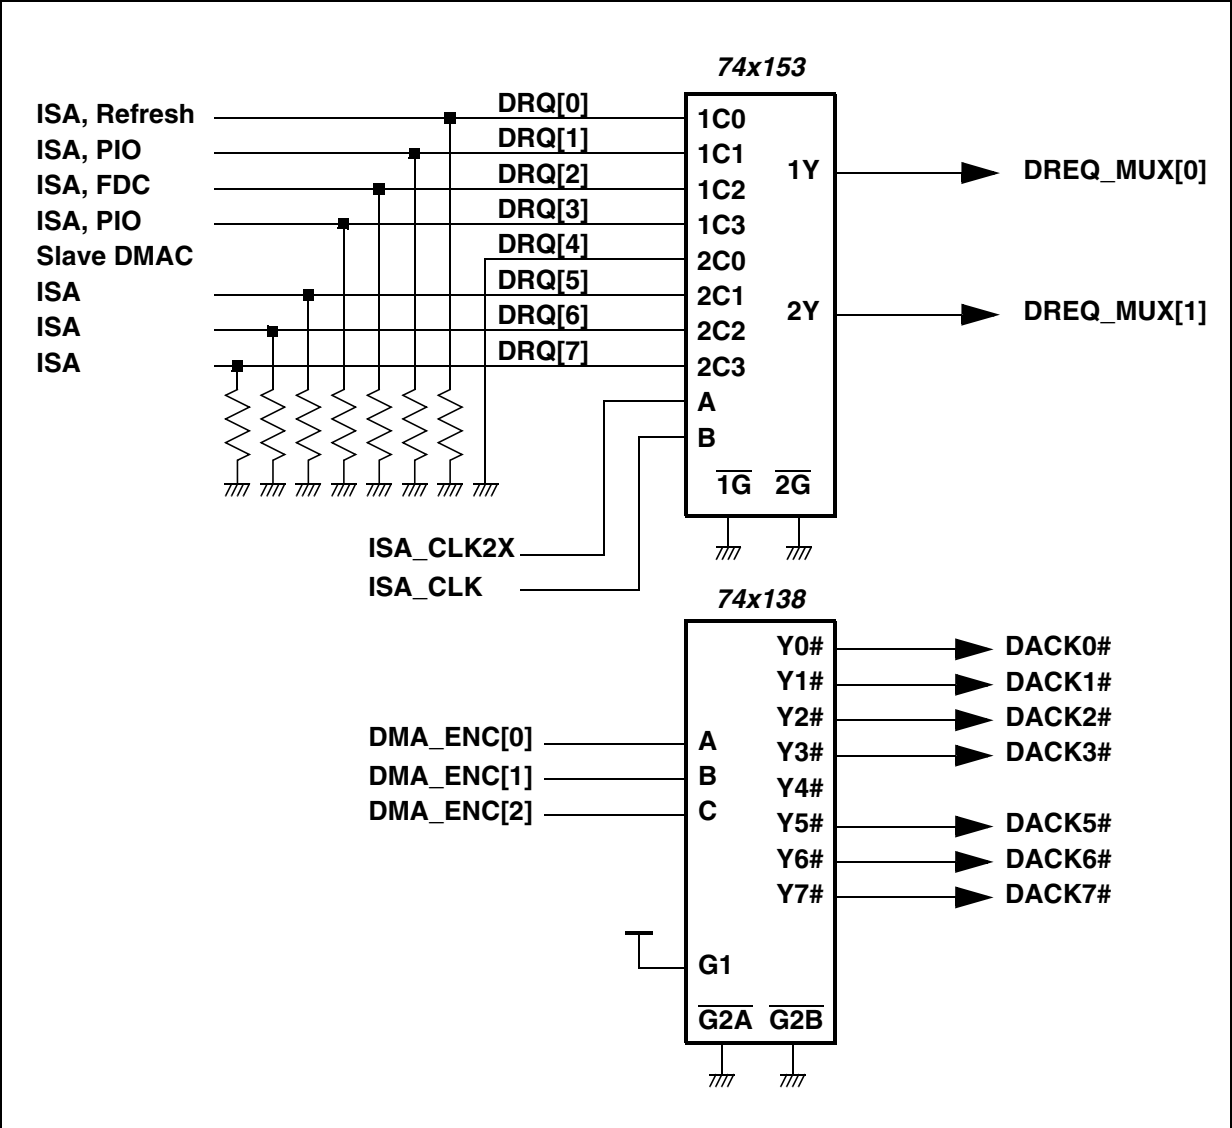 74x153
ISA, Refresh DRQ[0] 1C0
ISA, PIO DRQ[1] 1C1
1Y DREQ_MUX[0]
ISA, FDC DRQ[2] 1C2
ISA, PIO DRQ[3] 1C3
Slave DMAC DRQ[4] 2C0
ISA DRQ[5] 2C1
2Y DREQ_MUX[1]
ISA DRQ[6] 2C2
ISA DRQ[7] 2C3
A
B
1G 2G
ISA_CLK2X
ISA_CLK
74x138
Y0# DACK0#
Y1# DACK1#
Y2# DACK2#
DMA_ENC[0] A
Y3# DACK3#
DMA_ENC[1] B
Y4#
DMA_ENC[2] C
Y5# DACK5#
Y6# DACK6#
Y7# DACK7#
G1
G2A G2B